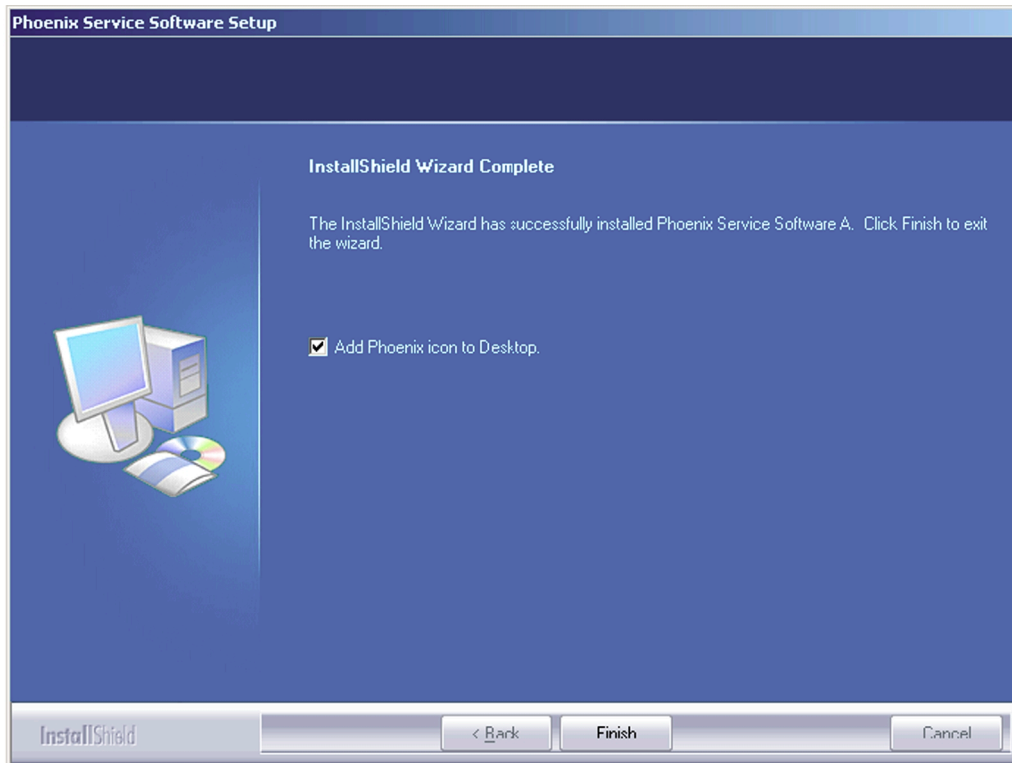 Phoenix Service Software Setup
InstallShield Wizard Complete
The InstallShield Wizard has successfully installed Phoenix Service Software A. Click Finish to exit
the wizard.
Add Phoenix icon to Desktop.
InstallShield
< Back
Finish
Cancel